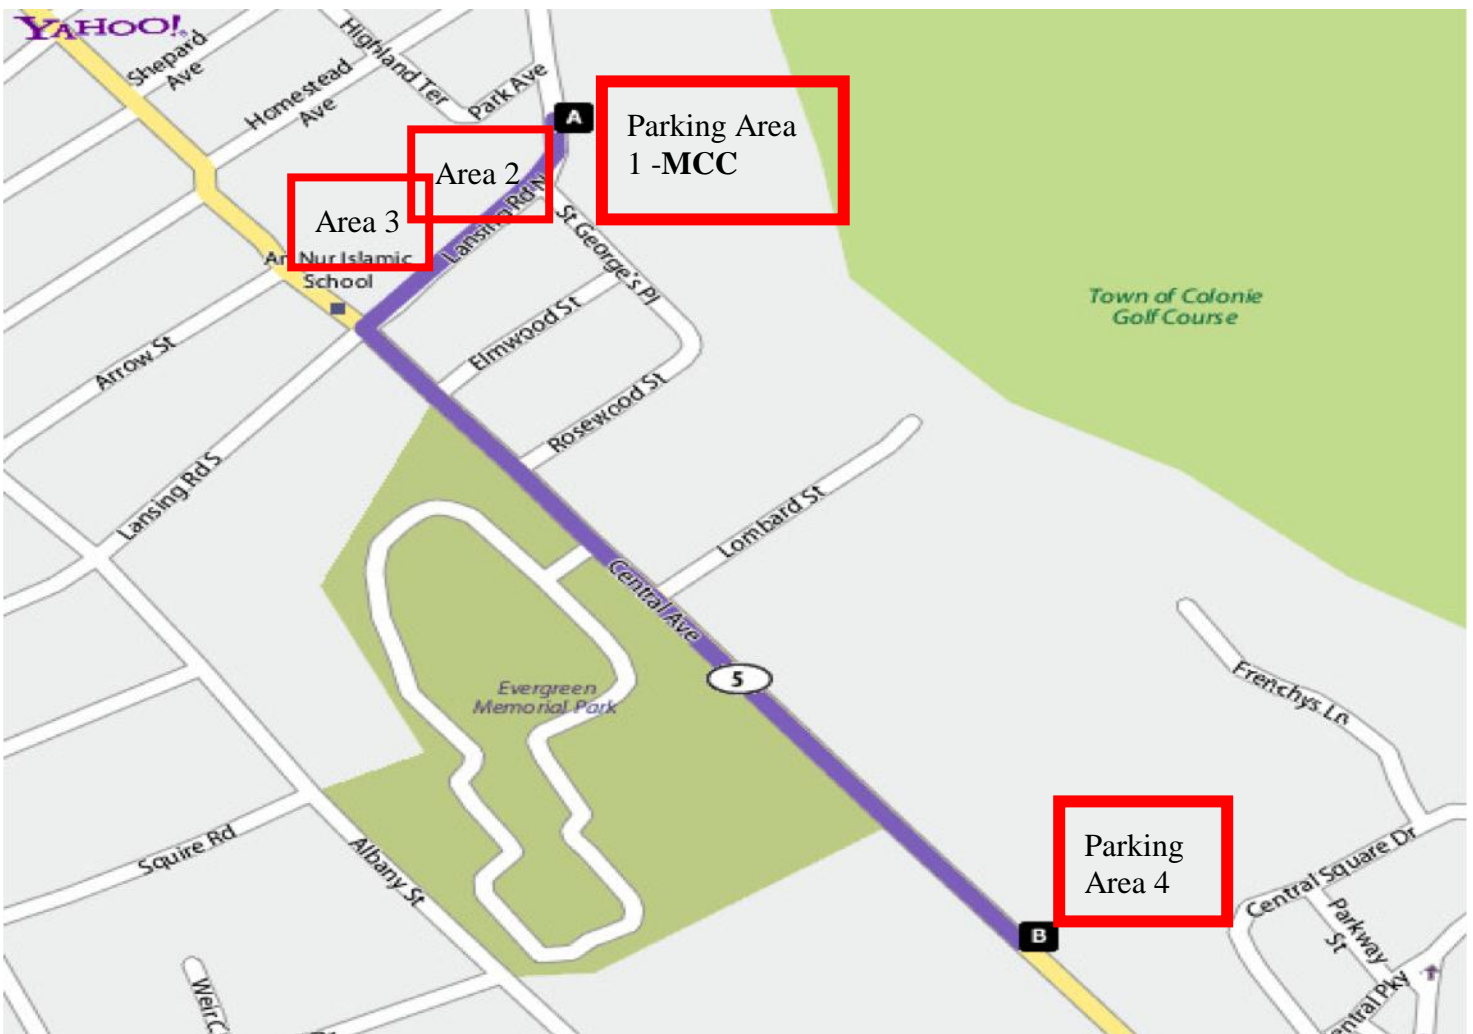 YAHOO!
Shepard
Ave
Highland Ter
Homestead
Ave
Park Ave
A
Parking Area
1 -MCC
Area 2
Area 3
Lansing Rd N
St George's Pl
An Nur Islamic
School
Town of Colonie
Golf Course
Elmwood St
Arrow St
Rosewood St
Lansing Rd S
Lombard St
Central Ave
5
Evergreen
Memorial Park
Frenchys Ln
Squire Rd
Albany St
Parking
Area 4
Central Square Dr
Parkway
St
B